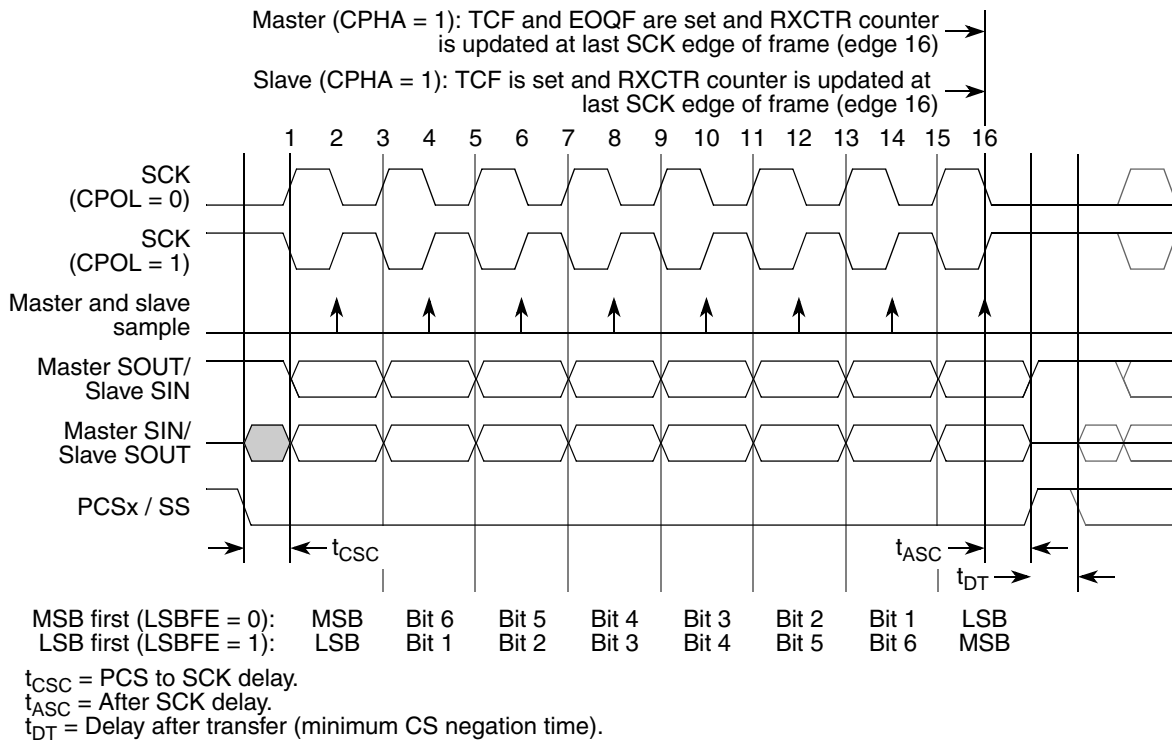 Master (CPHA = 1): TCF and EOQF are set and RXCTR counter
is updated at last SCK edge of frame (edge 16)
Slave (CPHA = 1): TCF is set and RXCTR counter is updated at
last SCK edge of frame (edge 16)
1 2 3 4 5 6 7 8 9 10 11 12 13 14 15 16
SCK
(CPOL = 0)
SCK
(CPOL = 1)
Master and slave
sample
Master SOUT/
Slave SIN
Master SIN/
Slave SOUT
PCSx / SS
tCSC
tASC
tDT
MSB first (LSBFE = 0): MSB Bit 6 Bit 5 Bit 4 Bit 3 Bit 2 Bit 1 LSB
LSB first (LSBFE = 1): LSB Bit 1 Bit 2 Bit 3 Bit 4 Bit 5 Bit 6 MSB
tCSC = PCS to SCK delay.
tASC = After SCK delay.
tDT = Delay after transfer (minimum CS negation time).